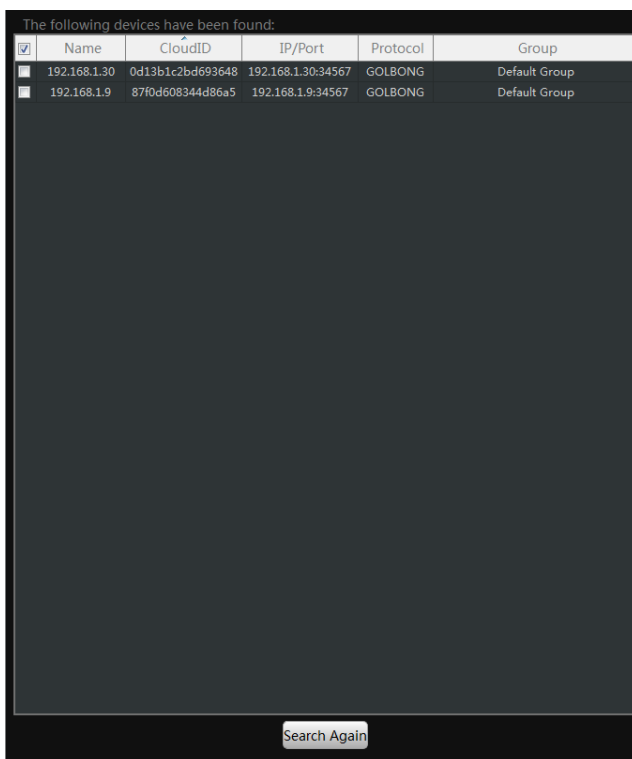 The following devices have been found:
Name CloudID IP/Port Protocol Group
192.168.1.30 0d13b1c2bd693648 192.168.1.30:34567 GOLBONG Default Group
192.168.1.9 87f0d608344d86a5 192.168.1.9:34567 GOLBONG Default Group
Search Again